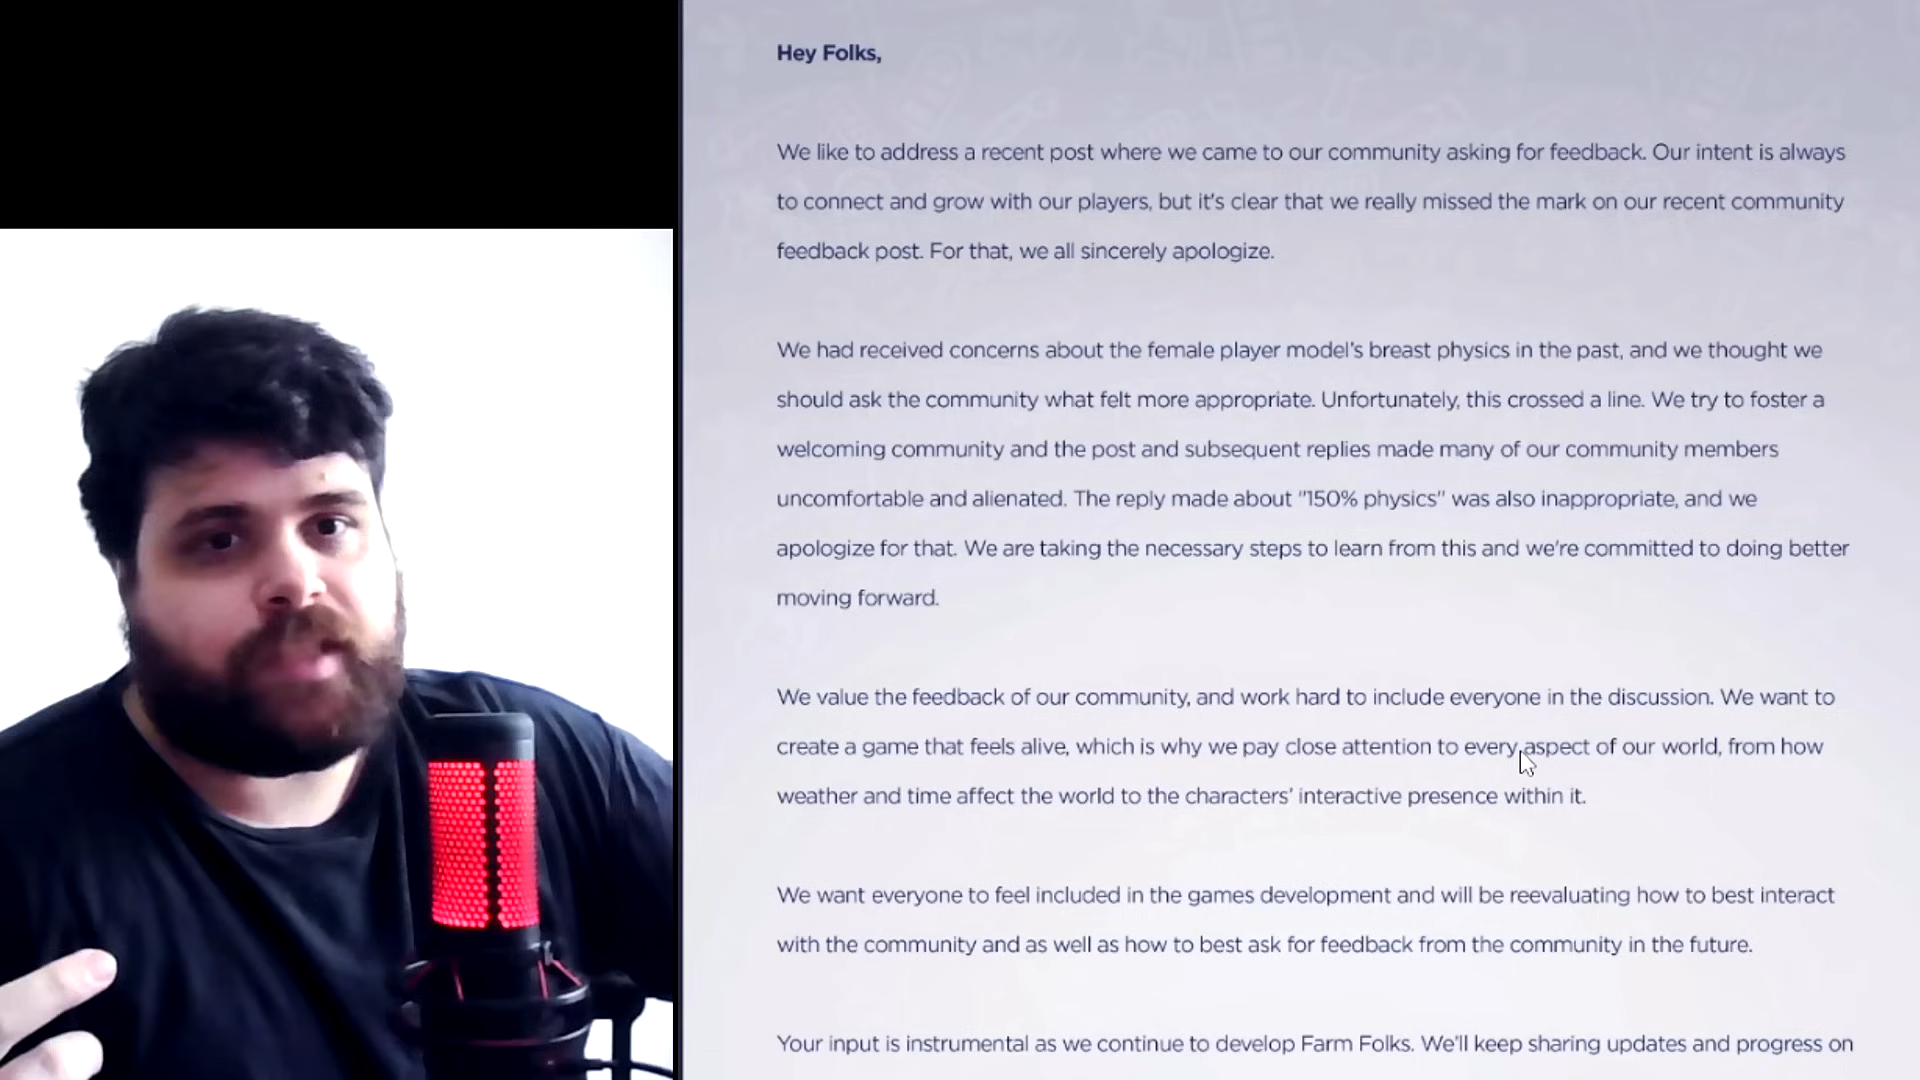 Hey Folks,
We like to address a recent post where we came to our community asking for feedback. Our intent is always
to connect and grow with our players, but it's clear that we really missed the mark on our recent community
feedback post. For that, we all sincerely apologize.
We had received concerns about the female player model's breast physics in the past, and we thought we
should ask the community what felt more appropriate. Unfortunately, this crossed a line. We try to foster a
welcoming community and the post and subsequent replies made many of our community members
uncomfortable and alienated. The reply made about "150% physics" was also inappropriate, and we
apologize for that. We are taking the necessary steps to learn from this and we're committed to doing better
moving forward.
We value the feedback of our community, and work hard to include everyone in the discussion. We want to
create a game that feels alive, which is why we pay close attention to every aspect of our world, from how
weather and time affect the world to the characters' interactive presence within it.
We want everyone to feel included in the games development and will be reevaluating how to best interact
with the community and as well as how to best ask for feedback from the community in the future.
Your input is instrumental as we continue to develop Farm Folks. We'll keep sharing updates and progress on